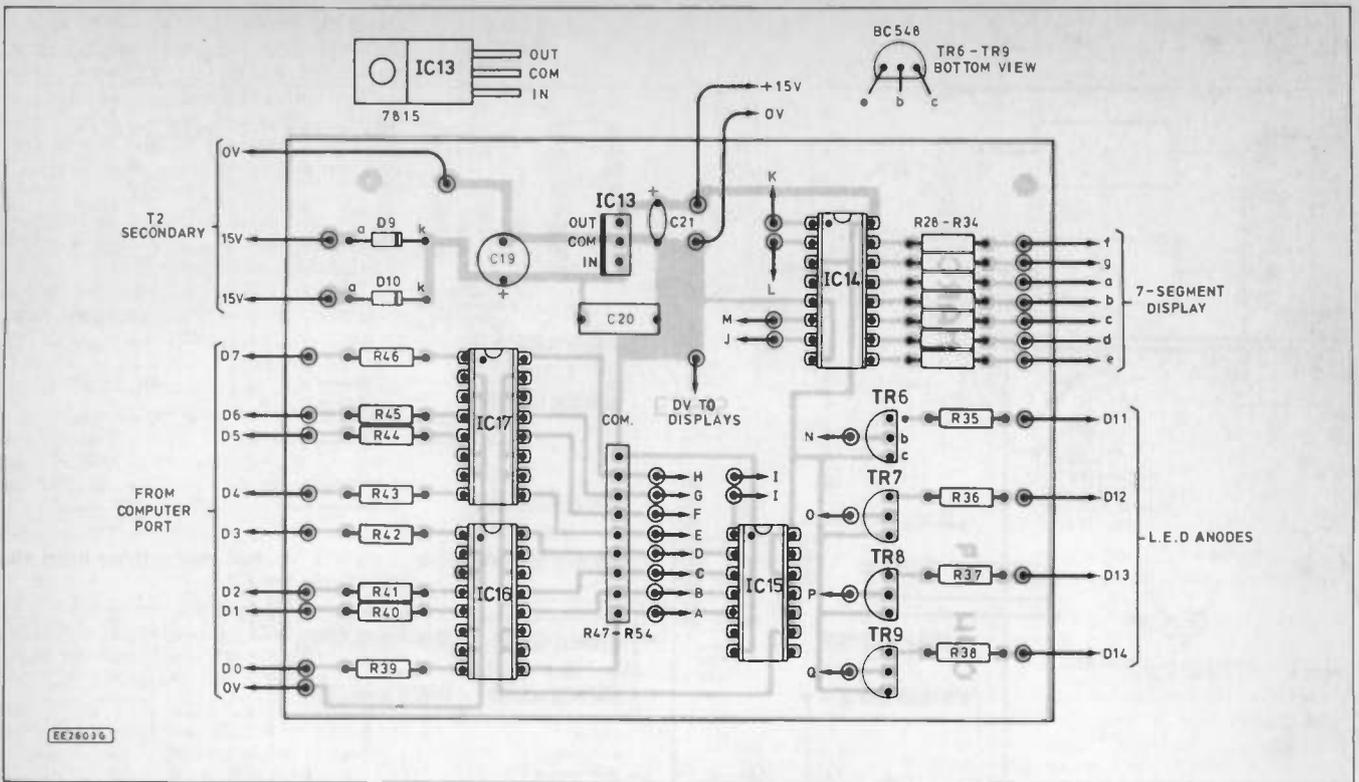 BC548
TR6 - TR9
BOTTOM VIEW
e b c
IC13
OUT
COM
IN
7815
+15V
0V
0V
T2
SECONDARY
15V
15V
a D9 k
a D10 k
C19
+
IC13
OUT
COM
IN
+
C21
C20
K
L
M
J
IC14
R28 - R34
f
g
a
b
c
d
e
7-SEGMENT
DISPLAY
0V TO
DISPLAYS
FROM
COMPUTER
PORT
D7
D6
D5
D4
D3
D2
D1
D0
0V
R46
R45
R44
R43
R42
R41
R40
R39
IC17
IC16
COM.
R47 - R54
H
G
F
E
D
C
B
A
I
I
IC15
TR6
e
b
c
N
TR7
O
TR8
P
TR9
Q
R35
R36
R37
R38
D11
D12
D13
D14
L.E.D ANODES
EE2603G